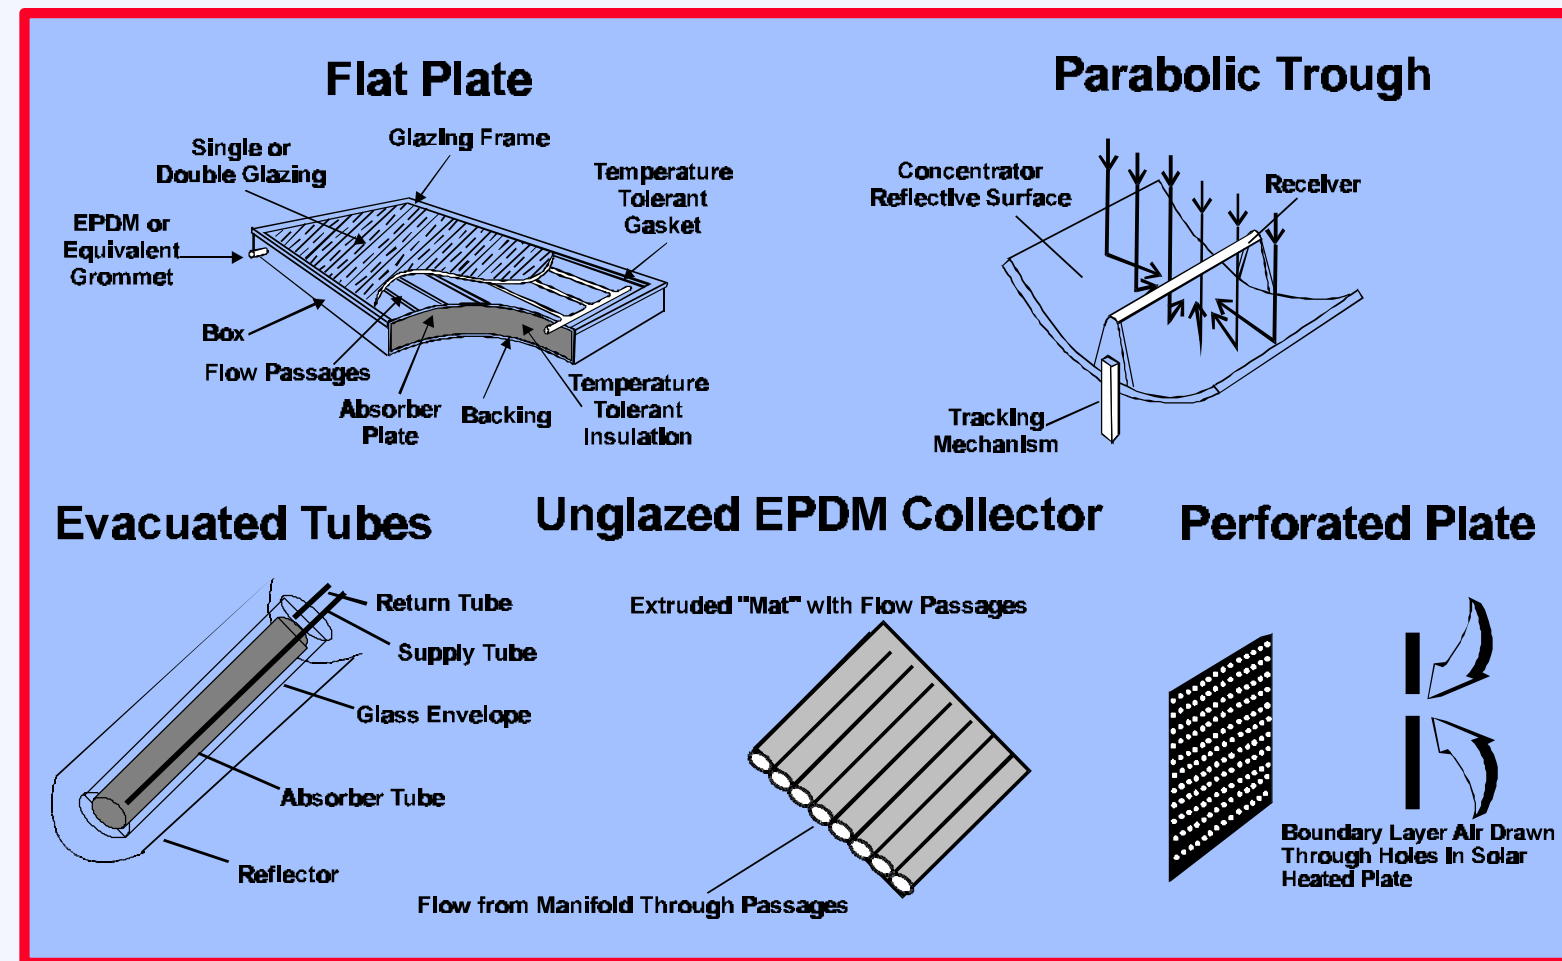 Flat Plate
Glazing Frame
Single or
Double Glazing
Temperature
Tolerant
Gasket
EPDM or
Equivalent
Grommet
Box
Flow Passages
Absorber
Plate
Backing
Temperature
Tolerant
Insulation
Parabolic Trough
Concentrator
Reflective Surface
Receiver
Tracking
Mechanism
Evacuated Tubes
Return Tube
Supply Tube
Glass Envelope
Absorber Tube
Reflector
Unglazed EPDM Collector
Extruded "Mat" with Flow Passages
Flow from Manifold Through Passages
Perforated Plate
Boundary Layer Air Drawn
Through Holes In Solar
Heated Plate